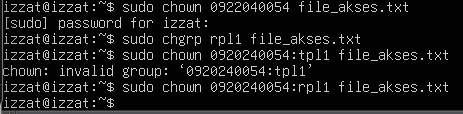 izzat@izzat:~$ sudo chown 0922040054 file_akses.txt
[sudo] password for izzat:
izzat@izzat:~$ sudo chgrp rpl1 file_akses.txt
izzat@izzat:~$ sudo chown 0920240054:tpl1 file_akses.txt
chown: invalid group: ‘0920240054:tpl1’
izzat@izzat:~$ sudo chown 0920240054:rpl1 file_akses.txt
izzat@izzat:~$